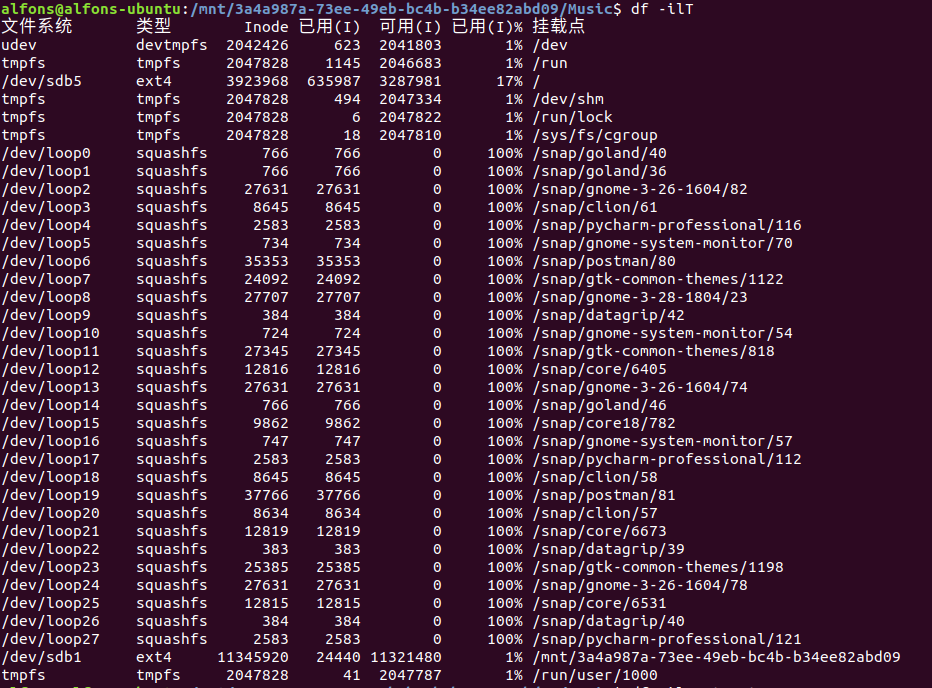 alfons@alfons-ubuntu:/mnt/3a4a987a-73ee-49eb-bc4b-b34ee82abd09/Music$ df -ilT
文件系统 类型 Inode 已用(I) 可用(I) 已用(I)% 挂载点
udev devtmpfs 2042426 623 2041803 1% /dev
tmpfs tmpfs 2047828 1145 2046683 1% /run
/dev/sdb5 ext4 3923968 635987 3287981 17% /
tmpfs tmpfs 2047828 494 2047334 1% /dev/shm
tmpfs tmpfs 2047828 6 2047822 1% /run/lock
tmpfs tmpfs 2047828 18 2047810 1% /sys/fs/cgroup
/dev/loop0 squashfs 766 766 0 100% /snap/goland/40
/dev/loop1 squashfs 766 766 0 100% /snap/goland/36
/dev/loop2 squashfs 27631 27631 0 100% /snap/gnome-3-26-1604/82
/dev/loop3 squashfs 8645 8645 0 100% /snap/clion/61
/dev/loop4 squashfs 2583 2583 0 100% /snap/pycharm-professional/116
/dev/loop5 squashfs 734 734 0 100% /snap/gnome-system-monitor/70
/dev/loop6 squashfs 35353 35353 0 100% /snap/postman/80
/dev/loop7 squashfs 24092 24092 0 100% /snap/gtk-common-themes/1122
/dev/loop8 squashfs 27707 27707 0 100% /snap/gnome-3-28-1804/23
/dev/loop9 squashfs 384 384 0 100% /snap/datagrip/42
/dev/loop10 squashfs 724 724 0 100% /snap/gnome-system-monitor/54
/dev/loop11 squashfs 27345 27345 0 100% /snap/gtk-common-themes/818
/dev/loop12 squashfs 12816 12816 0 100% /snap/core/6405
/dev/loop13 squashfs 27631 27631 0 100% /snap/gnome-3-26-1604/74
/dev/loop14 squashfs 766 766 0 100% /snap/goland/46
/dev/loop15 squashfs 9862 9862 0 100% /snap/core18/782
/dev/loop16 squashfs 747 747 0 100% /snap/gnome-system-monitor/57
/dev/loop17 squashfs 2583 2583 0 100% /snap/pycharm-professional/112
/dev/loop18 squashfs 8645 8645 0 100% /snap/clion/58
/dev/loop19 squashfs 37766 37766 0 100% /snap/postman/81
/dev/loop20 squashfs 8634 8634 0 100% /snap/clion/57
/dev/loop21 squashfs 12819 12819 0 100% /snap/core/6673
/dev/loop22 squashfs 383 383 0 100% /snap/datagrip/39
/dev/loop23 squashfs 25385 25385 0 100% /snap/gtk-common-themes/1198
/dev/loop24 squashfs 27631 27631 0 100% /snap/gnome-3-26-1604/78
/dev/loop25 squashfs 12815 12815 0 100% /snap/core/6531
/dev/loop26 squashfs 384 384 0 100% /snap/datagrip/40
/dev/loop27 squashfs 2583 2583 0 100% /snap/pycharm-professional/121
/dev/sdb1 ext4 11345920 24440 11321480 1% /mnt/3a4a987a-73ee-49eb-bc4b-b34ee82abd09
tmpfs tmpfs 2047828 41 2047787 1% /run/user/1000